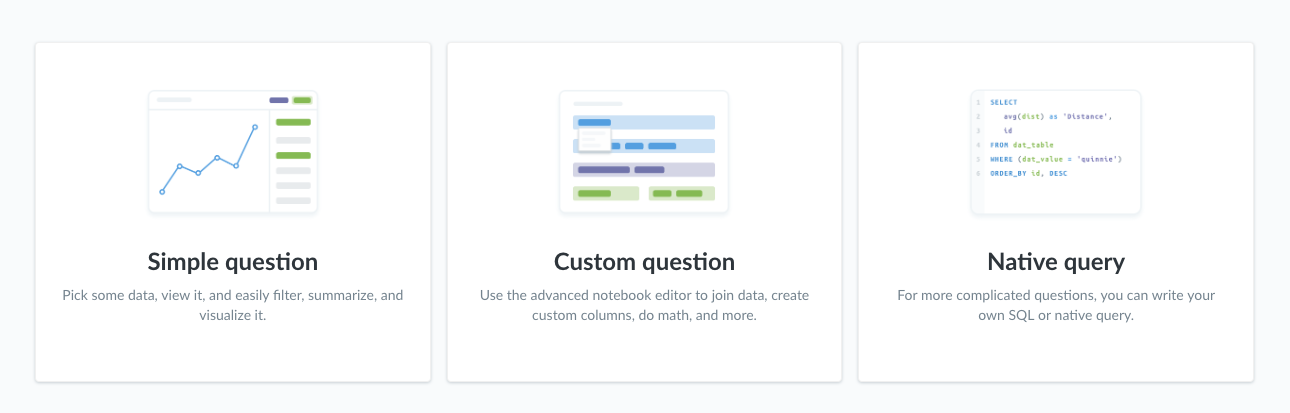 1 SELECT
2 avg(dist) as 'Distance',
3 id
4 FROM dat_table
5 WHERE (dat_value = 'quinnie')
6 ORDER_BY id, DESC
Simple question
Pick some data, view it, and easily filter, summarize, and
visualize it.
Custom question
Use the advanced notebook editor to join data, create
custom columns, do math, and more.
Native query
For more complicated questions, you can write your
own SQL or native query.